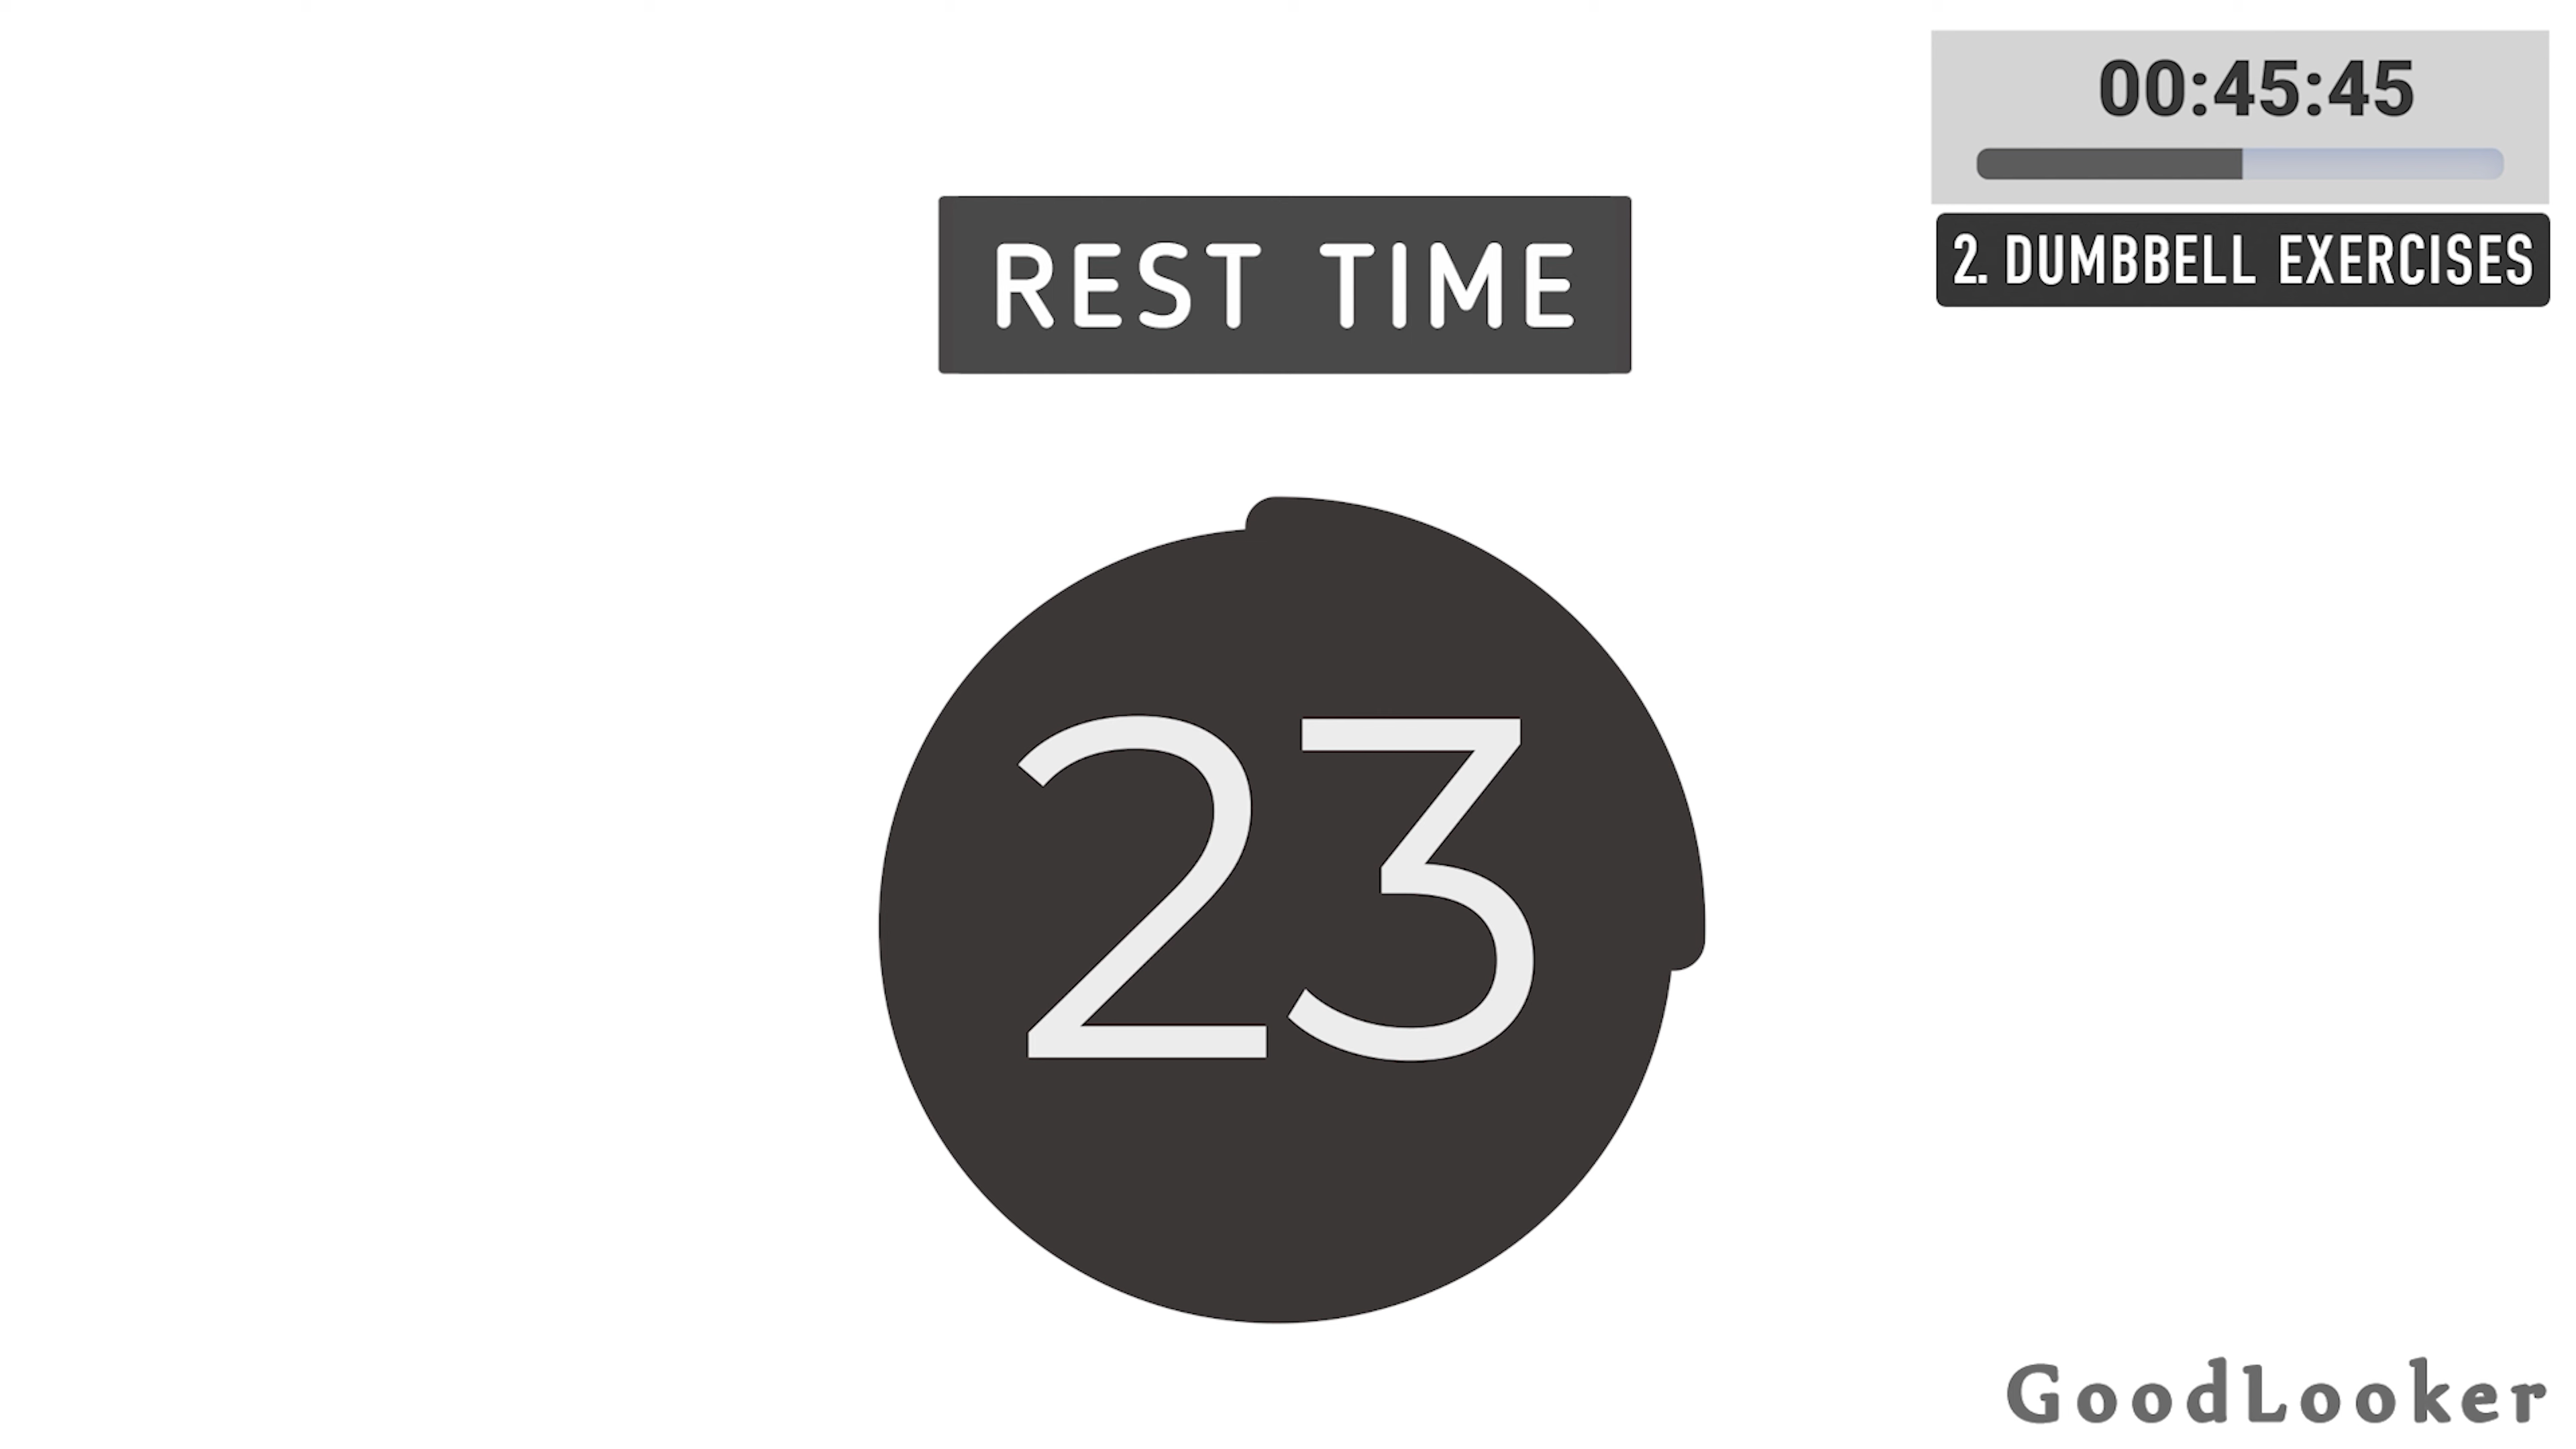 00:45:45
REST TIME
2. DUMBBELL EXERCISES
23
GoodLooker